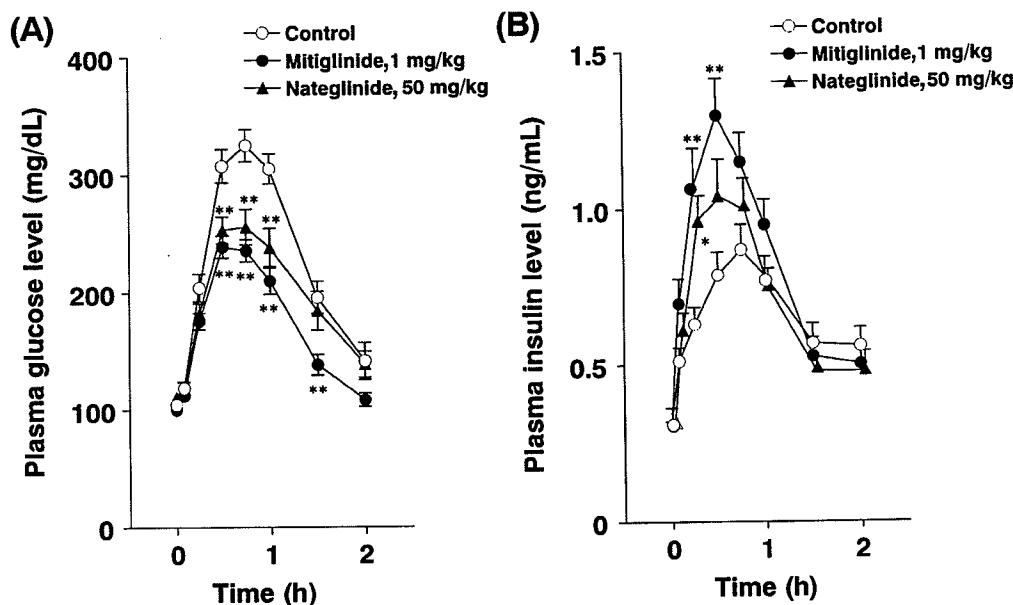 (A)
Control
Mitiglinide,1 mg/kg
Nateglinide, 50 mg/kg
Plasma glucose level (mg/dL)
400
300
200
100
0
**
**
**
**
**
**
**
0
1
2
Time (h)
(B)
Control
Mitiglinide,1 mg/kg
Nateglinide, 50 mg/kg
Plasma insulin level (ng/mL)
1.5
1.0
0.5
0
**
**
*
0
1
2
Time (h)